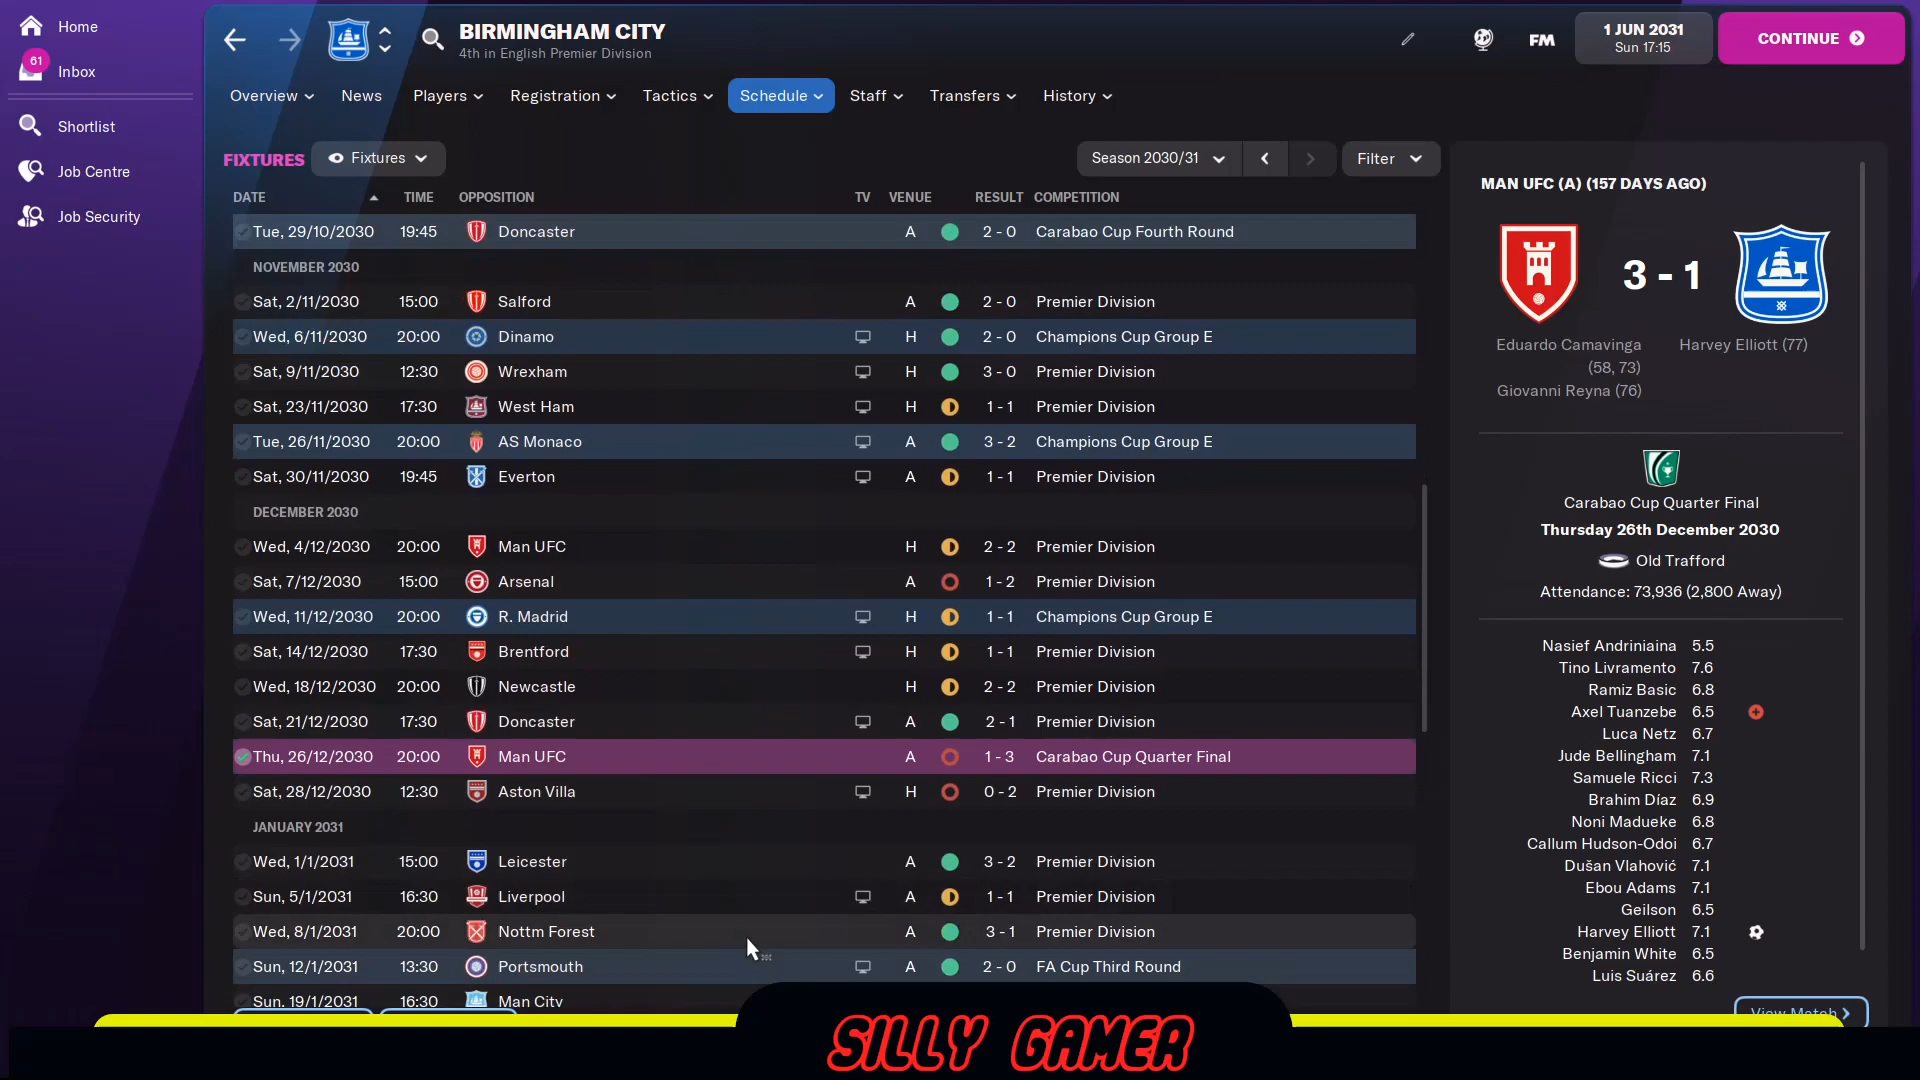 Home
61
Inbox
Shortlist
Job Centre
Job Security
BIRMINGHAM CITY
4th in English Premier Division
FM
1 JUN 2031
Sun 17:15
CONTINUE
Overview News Players Registration Tactics Schedule Staff Transfers History
FIXTURES Fixtures Season 2030/31 Filter
DATE TIME OPPOSITION TV VENUE RESULT COMPETITION
Tue, 29/10/2030 19:45 Doncaster A 2 - 0 Carabao Cup Fourth Round
NOVEMBER 2030
Sat, 2/11/2030 15:00 Salford A 2 - 0 Premier Division
Wed, 6/11/2030 20:00 Dinamo H 2 - 0 Champions Cup Group E
Sat, 9/11/2030 12:30 Wrexham H 3 - 0 Premier Division
Sat, 23/11/2030 17:30 West Ham H 1 - 1 Premier Division
Tue, 26/11/2030 20:00 AS Monaco A 3 - 2 Champions Cup Group E
Sat, 30/11/2030 19:45 Everton A 1 - 1 Premier Division
DECEMBER 2030
Wed, 4/12/2030 20:00 Man UFC H 2 - 2 Premier Division
Sat, 7/12/2030 15:00 Arsenal A 1 - 2 Premier Division
Wed, 11/12/2030 20:00 R. Madrid H 1 - 1 Champions Cup Group E
Sat, 14/12/2030 17:30 Brentford H 1 - 1 Premier Division
Wed, 18/12/2030 20:00 Newcastle H 2 - 2 Premier Division
Sat, 21/12/2030 17:30 Doncaster A 2 - 1 Premier Division
Thu, 26/12/2030 20:00 Man UFC A 1 - 3 Carabao Cup Quarter Final
Sat, 28/12/2030 12:30 Aston Villa H 0 - 2 Premier Division
JANUARY 2031
Wed, 1/1/2031 15:00 Leicester A 3 - 2 Premier Division
Sun, 5/1/2031 16:30 Liverpool A 1 - 1 Premier Division
Wed, 8/1/2031 20:00 Nottm Forest A 3 - 1 Premier Division
Sun, 12/1/2031 13:30 Portsmouth A 2 - 0 FA Cup Third Round
Sun, 19/1/2031 16:30 Man City
MAN UFC (A) (157 DAYS AGO)
3 - 1
Eduardo Camavinga
(58, 73)
Giovanni Reyna (76)
Harvey Elliott (77)
Carabao Cup Quarter Final
Thursday 26th December 2030
Old Trafford
Attendance: 73,936 (2,800 Away)
Nasief Andriniaina 5.5
Tino Livramento 7.6
Ramiz Basic 6.8
Axel Tuanzebe 6.5
Luca Netz 6.7
Jude Bellingham 7.1
Samuele Ricci 7.3
Brahim Díaz 6.9
Noni Madueke 6.8
Callum Hudson-Odoi 6.7
Dušan Vlahović 7.1
Ebou Adams 7.1
Geilson 6.5
Harvey Elliott 7.1
Benjamin White 6.5
Luis Suárez 6.6
View Match
SILLY GAMER